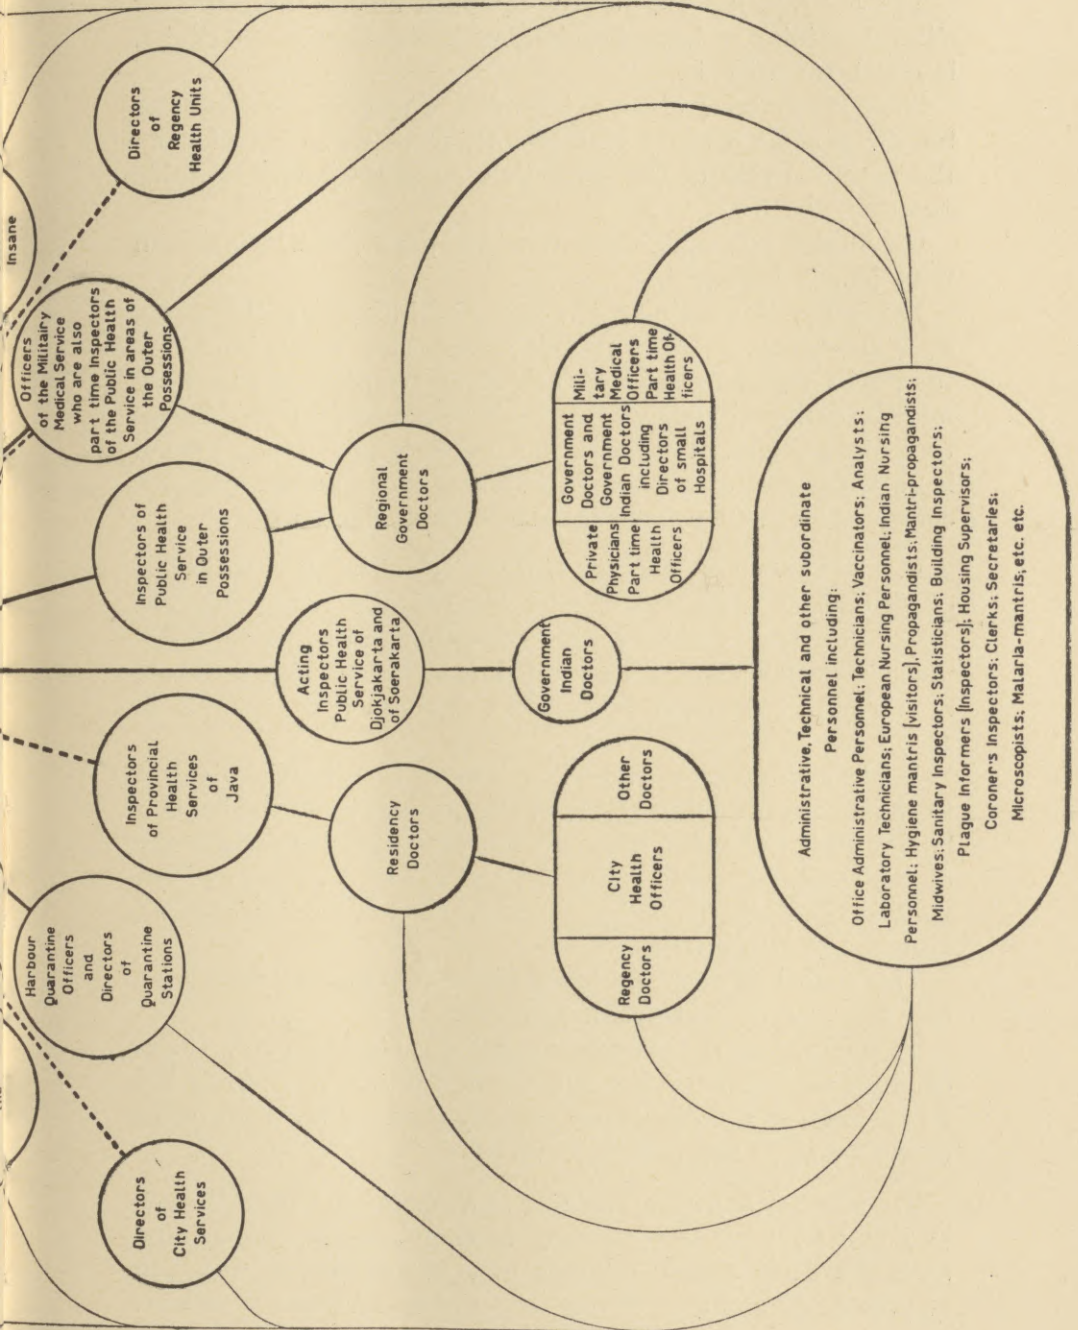 Insane
Harbour
Quarantine
Officers
and
Directors
of
Quarantine
Stations
Officers
of the Militairy
Medical Service
who are also
part time Inspectors
of the Public Health
Service in areas of
the Outer
Possessions
Directors
of
City Health
Services
Inspectors
of Provincial
Health
Services
of
Java
Inspectors of
Public Health
Service
in Outer
Possessions
Directors
of
Regency
Health Units
Acting
Inspectors
Public Health
Service of
Djokjakarta and
of Soerakarta
Residency
Doctors
Regional
Government
Doctors
Government
Indian
Doctors
Regency
Doctors
City
Health
Officers
Other
Doctors
Private
Physicians
Part time
Health
Officers
Government
Doctors and
Government
Indian Doctors
including
Directors
of small
Hospitals
Mili-
tary
Medical
Officers
Part time
Health Of-
ficers
Administrative, Technical and other subordinate
Personnel including:
Office Administrative Personnel; Technicians; Vaccinators; Analysts;
Laboratory Technicians; European Nursing Personnel; Indian Nursing
Personnel; Hygiene mantris [visitors], Propagandists; Mantri-propagandists;
Midwives; Sanitary Inspectors; Statisticians; Building Inspectors;
Plague Informers [Inspectors]; Housing Supervisors;
Coroner's Inspectors; Clerks; Secretaries;
Microscopists; Malaria-mantris; etc. etc.